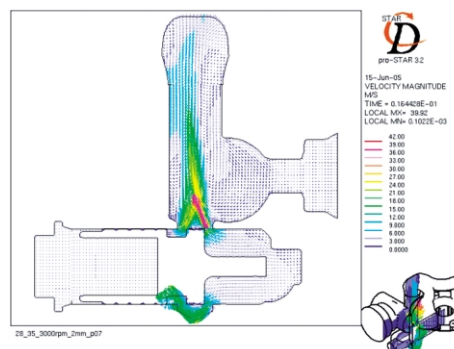 STAR
CD
pro-STAR 3.2
15-Jun-05
VELOCITY MAGNITUDE
M/S
TIME = 0.164428E-01
LOCAL MX= 39.92
LOCAL MN= 0.1022E-03
42.00
39.00
36.00
33.00
30.00
27.00
24.00
21.00
18.00
15.00
12.00
9.000
6.000
3.000
0.0000
28_35_3000rpm_2mm_p07